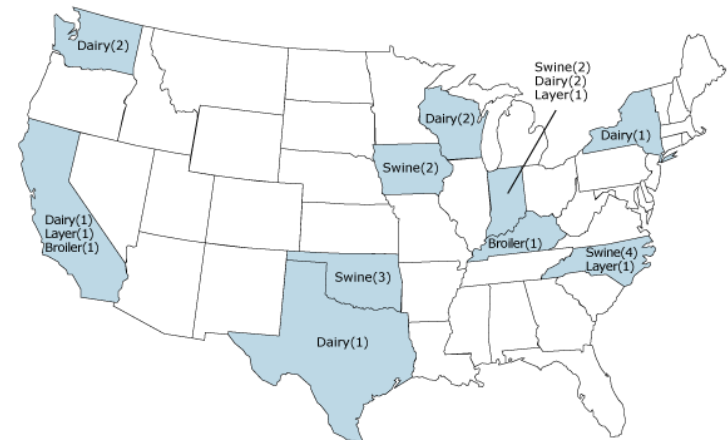 Dairy(2)
Swine(2)
Dairy(2)
Layer(1)
Dairy(2)
Dairy(1)
Swine(2)
Dairy(1)
Layer(1)
Broiler(1)
Broiler(1)
Swine(4)
Layer(1)
Swine(3)
Dairy(1)